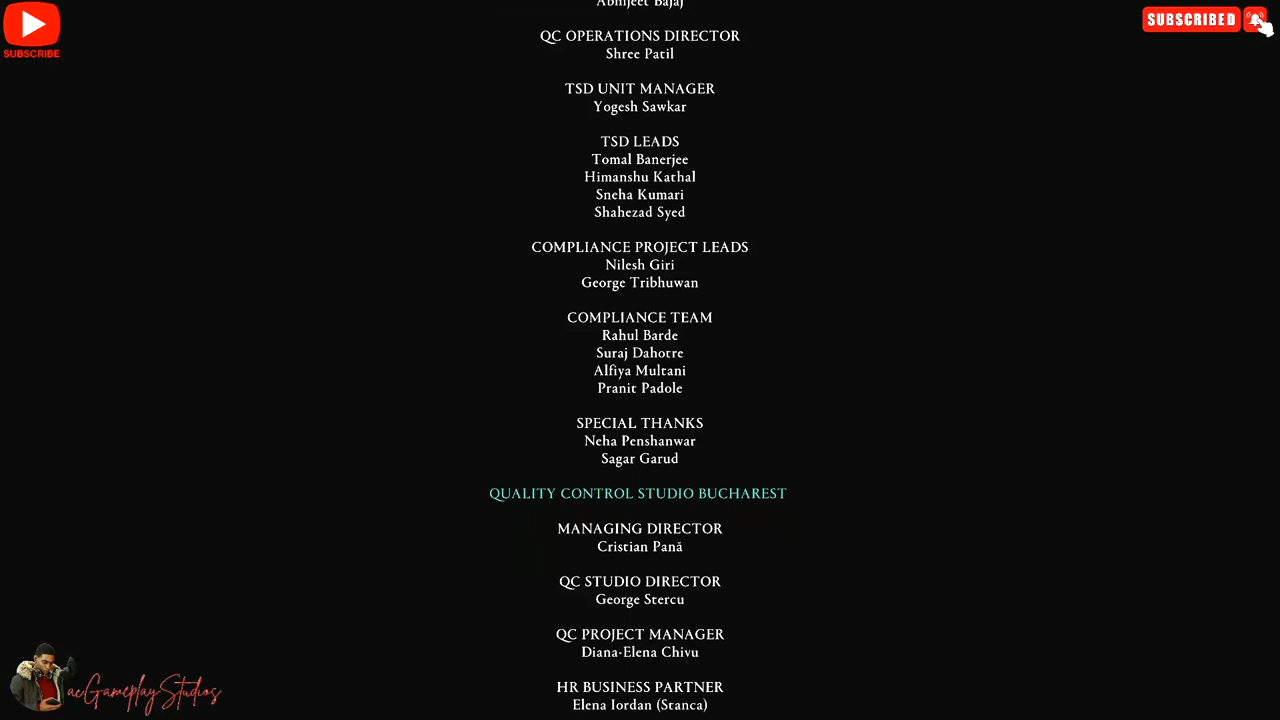 Abhijeet Bajaj
SUBSCRIBE
SUBSCRIBED
QC OPERATIONS DIRECTOR
Shree Patil
TSD UNIT MANAGER
Yogesh Sawkar
TSD LEADS
Tomal Banerjee
Himanshu Kathal
Sneha Kumari
Shahezad Syed
COMPLIANCE PROJECT LEADS
Nilesh Giri
George Tribhuwan
COMPLIANCE TEAM
Rahul Barde
Suraj Dahotre
Alfiya Multani
Pranit Padole
SPECIAL THANKS
Neha Penshanwar
Sagar Garud
QUALITY CONTROL STUDIO BUCHAREST
MANAGING DIRECTOR
Cristian Pană
QC STUDIO DIRECTOR
George Stercu
QC PROJECT MANAGER
Diana-Elena Chivu
HR BUSINESS PARTNER
Elena Iordan (Stanca)
aeGameplayStudios